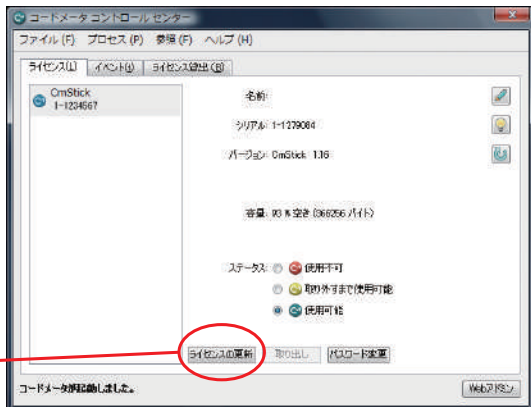 コードメータ コントロール センター
ファイル (F) プロセス (P) 参照 (F) ヘルプ (H)
ライセンス(L) イベント(I) ライセンス貸出 (B)
CmStick
1-1234567
名前:
シリアル: 1-1279084
バージョン: CmStick 1.16
容量: 93 % 空き (366256 バイト)
ステータス: 使用不可
取り外すまで使用可能
使用可能
ライセンスの更新 取り出し パスワード変更
コードメータが起動しました。 Webアドミン